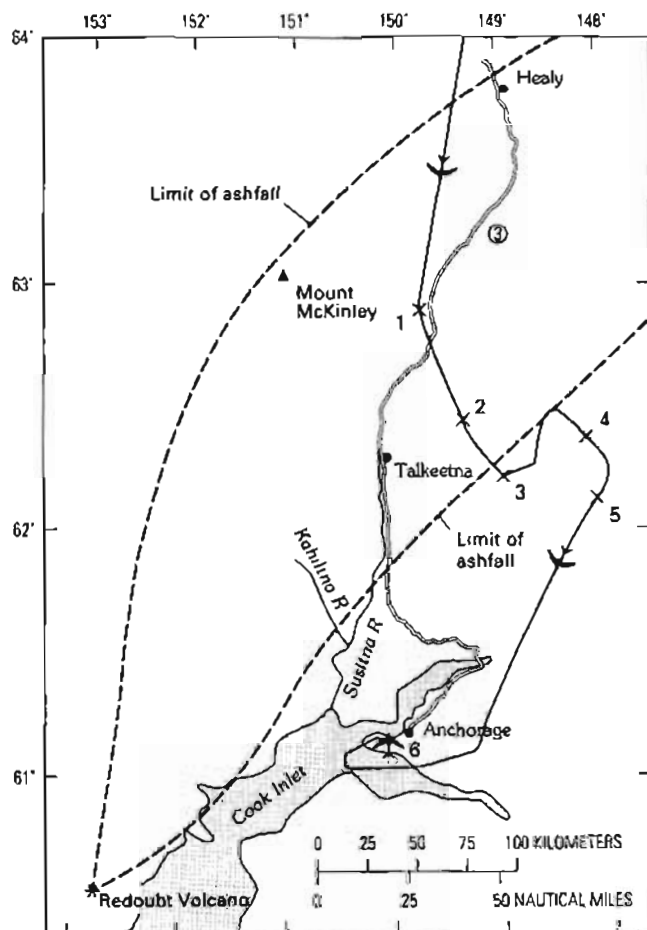 153° 151° 150° 149° 148°
64°
Healy
Limit of ashfall
3
63°
Mount
McKinley
1
2
4
Talkeetna
3
5
62°
Limit of
ashfall
Kahiltna R
Susitna R
Anchorage
6
61°
Cook Inlet
0 25 50 75 100 KILOMETERS
Redoubt Volcano
0 25 50 NAUTICAL MILES